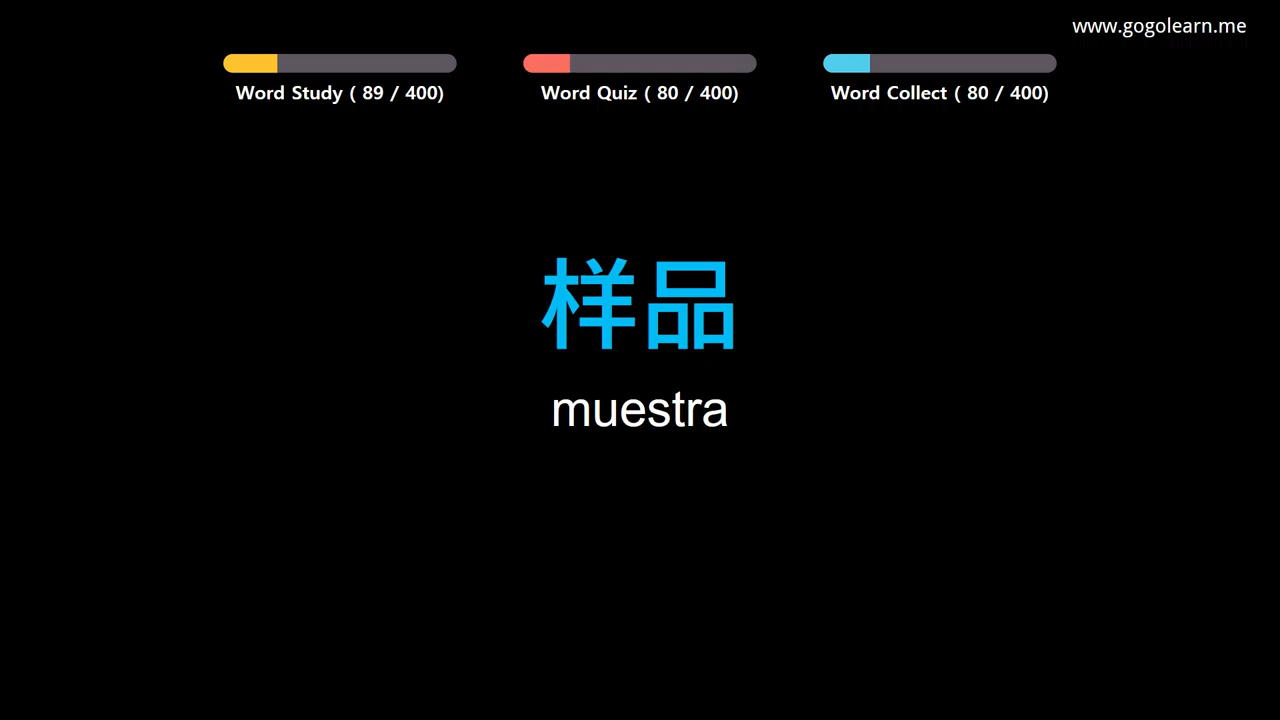 www.gogolearn.me
Word Study ( 89 / 400)
Word Quiz ( 80 / 400)
Word Collect ( 80 / 400)
样品
muestra